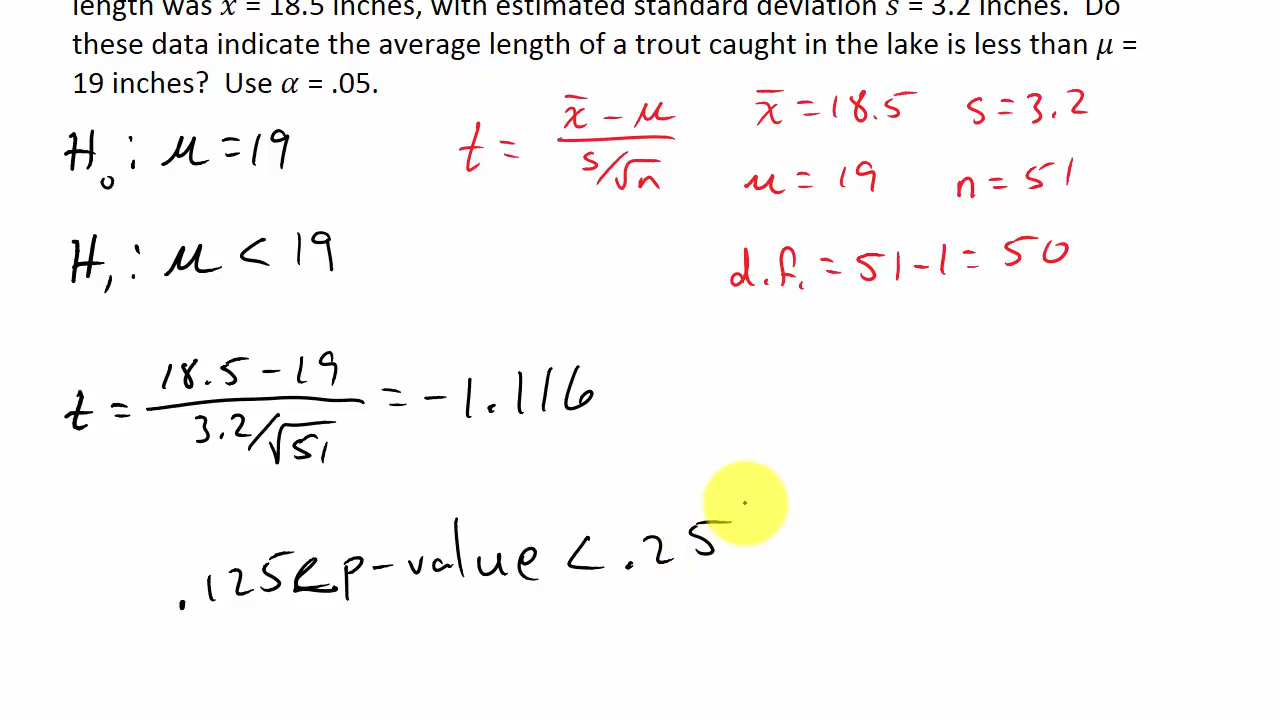 length was x̄ = 18.5 inches, with estimated standard deviation s = 3.2 inches. Do
these data indicate the average length of a trout caught in the lake is less than μ =
19 inches? Use α = .05.
H₀ : μ = 19
t = (x̄ - μ) / (s/√n)
x̄ = 18.5
s = 3.2
μ = 19
n = 51
H₁ : μ < 19
d.f. = 51-1 = 50
t = (18.5 - 19) / (3.2/√51) = -1.116
.125 < p-value < .25